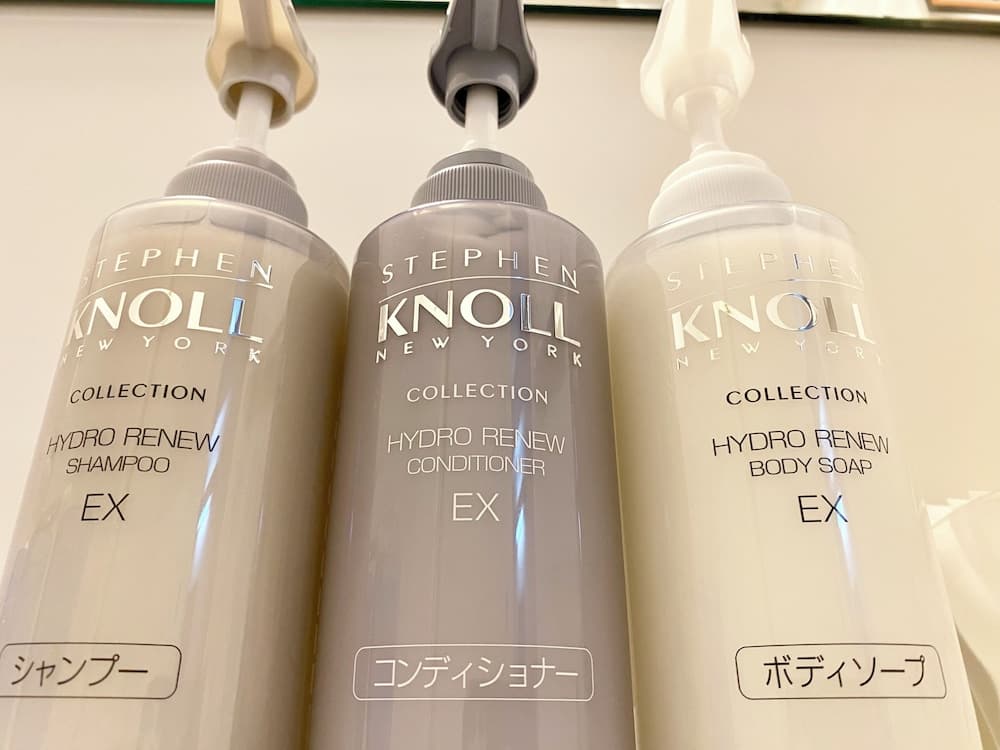 STEPHEN
KNOLL
NEW YORK
COLLECTION
HYDRO RENEW
SHAMPOO
EX
シャンプー
STEPHEN
KNOLL
NEW YORK
COLLECTION
HYDRO RENEW
CONDITIONER
EX
コンディショナー
STEPHEN
KNOLL
NEW YORK
COLLECTION
HYDRO RENEW
BODY SOAP
EX
ボディソープ